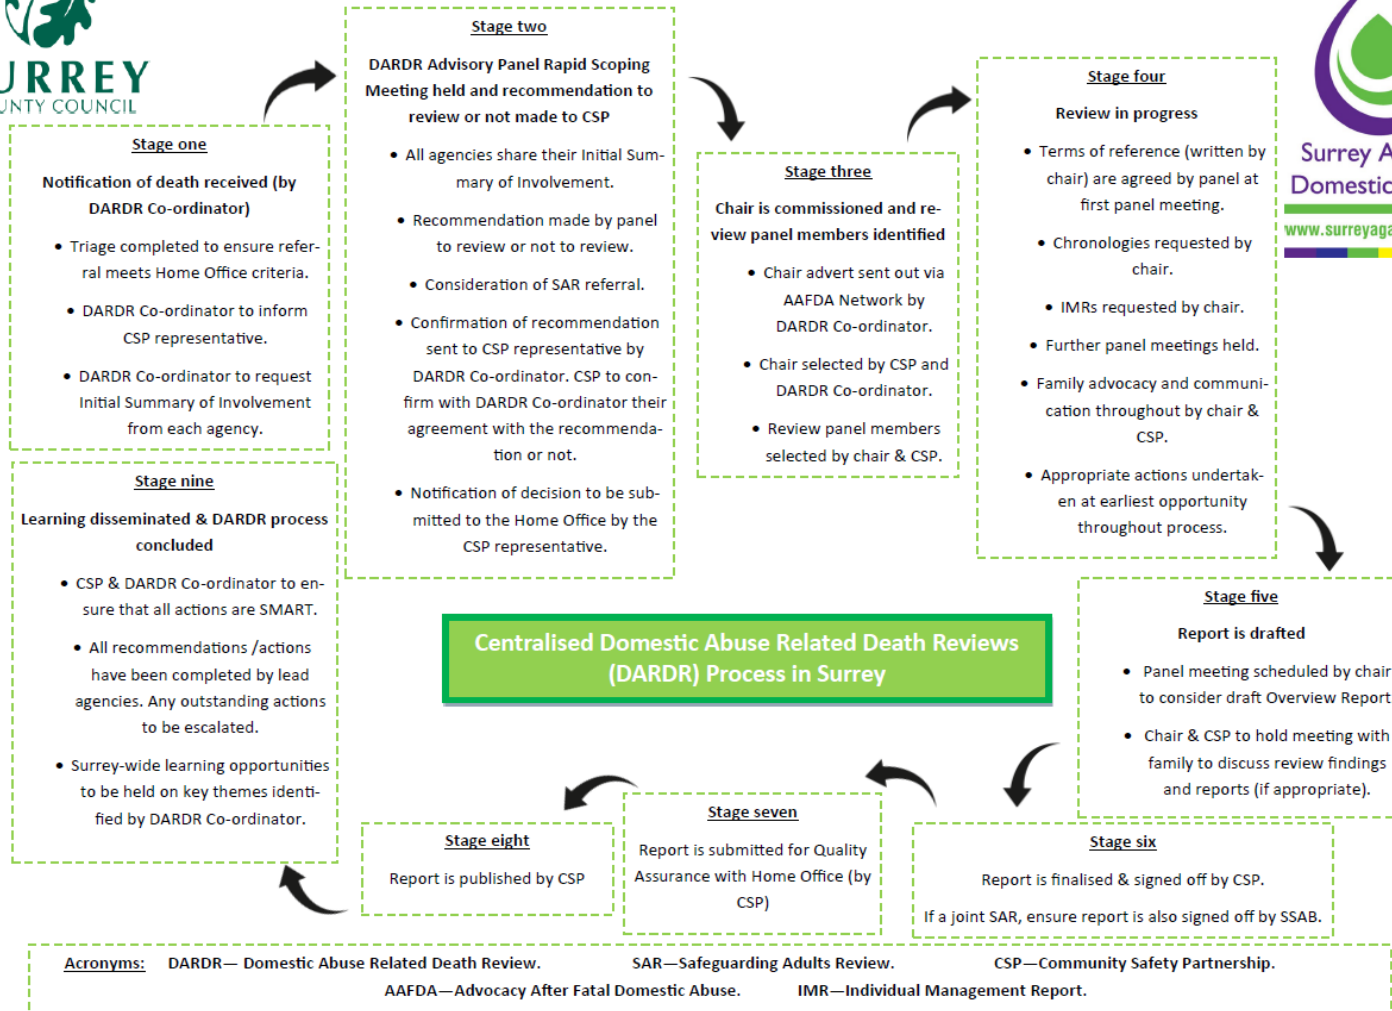 URREY
UNTY COUNCIL
Stage one
Notification of death received (by
DARDR Co-ordinator)
• Triage completed to ensure refer-
ral meets Home Office criteria.
• DARDR Co-ordinator to inform
CSP representative.
• DARDR Co-ordinator to request
Initial Summary of Involvement
from each agency.
Stage two
DARDR Advisory Panel Rapid Scoping
Meeting held and recommendation to
review or not made to CSP
• All agencies share their Initial Sum-
mary of Involvement.
• Recommendation made by panel
to review or not to review.
• Consideration of SAR referral.
• Confirmation of recommendation
sent to CSP representative by
DARDR Co-ordinator. CSP to con-
firm with DARDR Co-ordinator their
agreement with the recommenda-
tion or not.
• Notification of decision to be sub-
mitted to the Home Office by the
CSP representative.
Stage three
Chair is commissioned and re-
view panel members identified
• Chair advert sent out via
AAFDA Network by
DARDR Co-ordinator.
• Chair selected by CSP and
DARDR Co-ordinator.
• Review panel members
selected by chair & CSP.
Stage four
Review in progress
• Terms of reference (written by
chair) are agreed by panel at
first panel meeting.
• Chronologies requested by
chair.
• IMRs requested by chair.
• Further panel meetings held.
• Family advocacy and communi-
cation throughout by chair &
CSP.
• Appropriate actions undertak-
en at earliest opportunity
throughout process.
Surrey A
Domestic
www.surreyaga
Stage five
Report is drafted
• Panel meeting scheduled by chair
to consider draft Overview Report
• Chair & CSP to hold meeting with
family to discuss review findings
and reports (if appropriate).
Centralised Domestic Abuse Related Death Reviews
(DARDR) Process in Surrey
Stage six
Report is finalised & signed off by CSP.
If a joint SAR, ensure report is also signed off by SSAB.
Stage seven
Report is submitted for Quality
Assurance with Home Office (by
CSP)
Stage eight
Report is published by CSP
Stage nine
Learning disseminated & DARDR process
concluded
• CSP & DARDR Co-ordinator to en-
sure that all actions are SMART.
• All recommendations /actions
have been completed by lead
agencies. Any outstanding actions
to be escalated.
• Surrey-wide learning opportunities
to be held on key themes identi-
fied by DARDR Co-ordinator.
Acronyms: DARDR— Domestic Abuse Related Death Review. SAR—Safeguarding Adults Review. CSP—Community Safety Partnership.
AAFDA—Advocacy After Fatal Domestic Abuse. IMR—Individual Management Report.